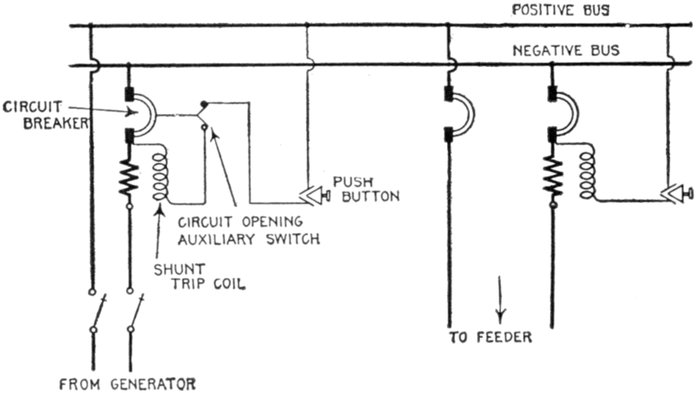 POSITIVE BUS
NEGATIVE BUS
CIRCUIT
BREAKER
PUSH
BUTTON
CIRCUIT OPENING
AUXILIARY SWITCH
SHUNT
TRIP COIL
TO FEEDER
FROM GENERATOR